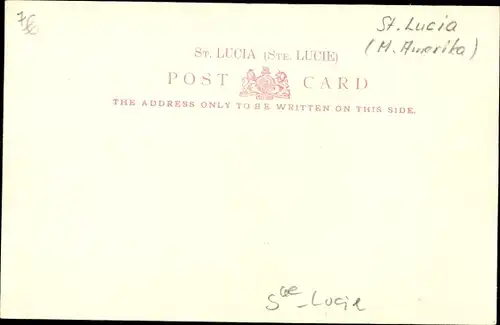 St. Lucia
(M. Amerika)
ST. LUCIA (STE. LUCIE)
POST CARD
THE ADDRESS ONLY TO BE WRITTEN ON THIS SIDE.
Ste Lucie